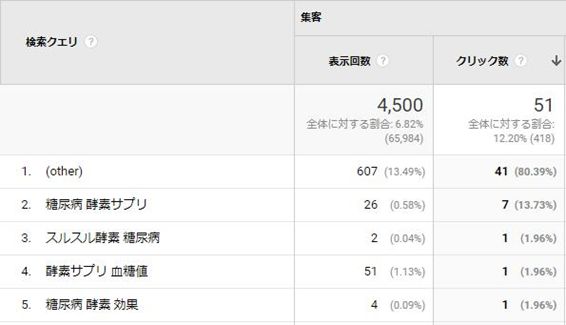 集客
検索クエリ ?
表示回数 ? クリック数 ? ↓
4,500 51
全体に対する割合: 6.82% 全体に対する割合:
(65,984) 12.20% (418)
1. (other) 607 (13.49%) 41 (80.39%)
2. 糖尿病 酵素サプリ 26 (0.58%) 7 (13.73%)
3. スルスル酵素 糖尿病 2 (0.04%) 1 (1.96%)
4. 酵素サプリ 血糖値 51 (1.13%) 1 (1.96%)
5. 糖尿病 酵素 効果 4 (0.09%) 1 (1.96%)